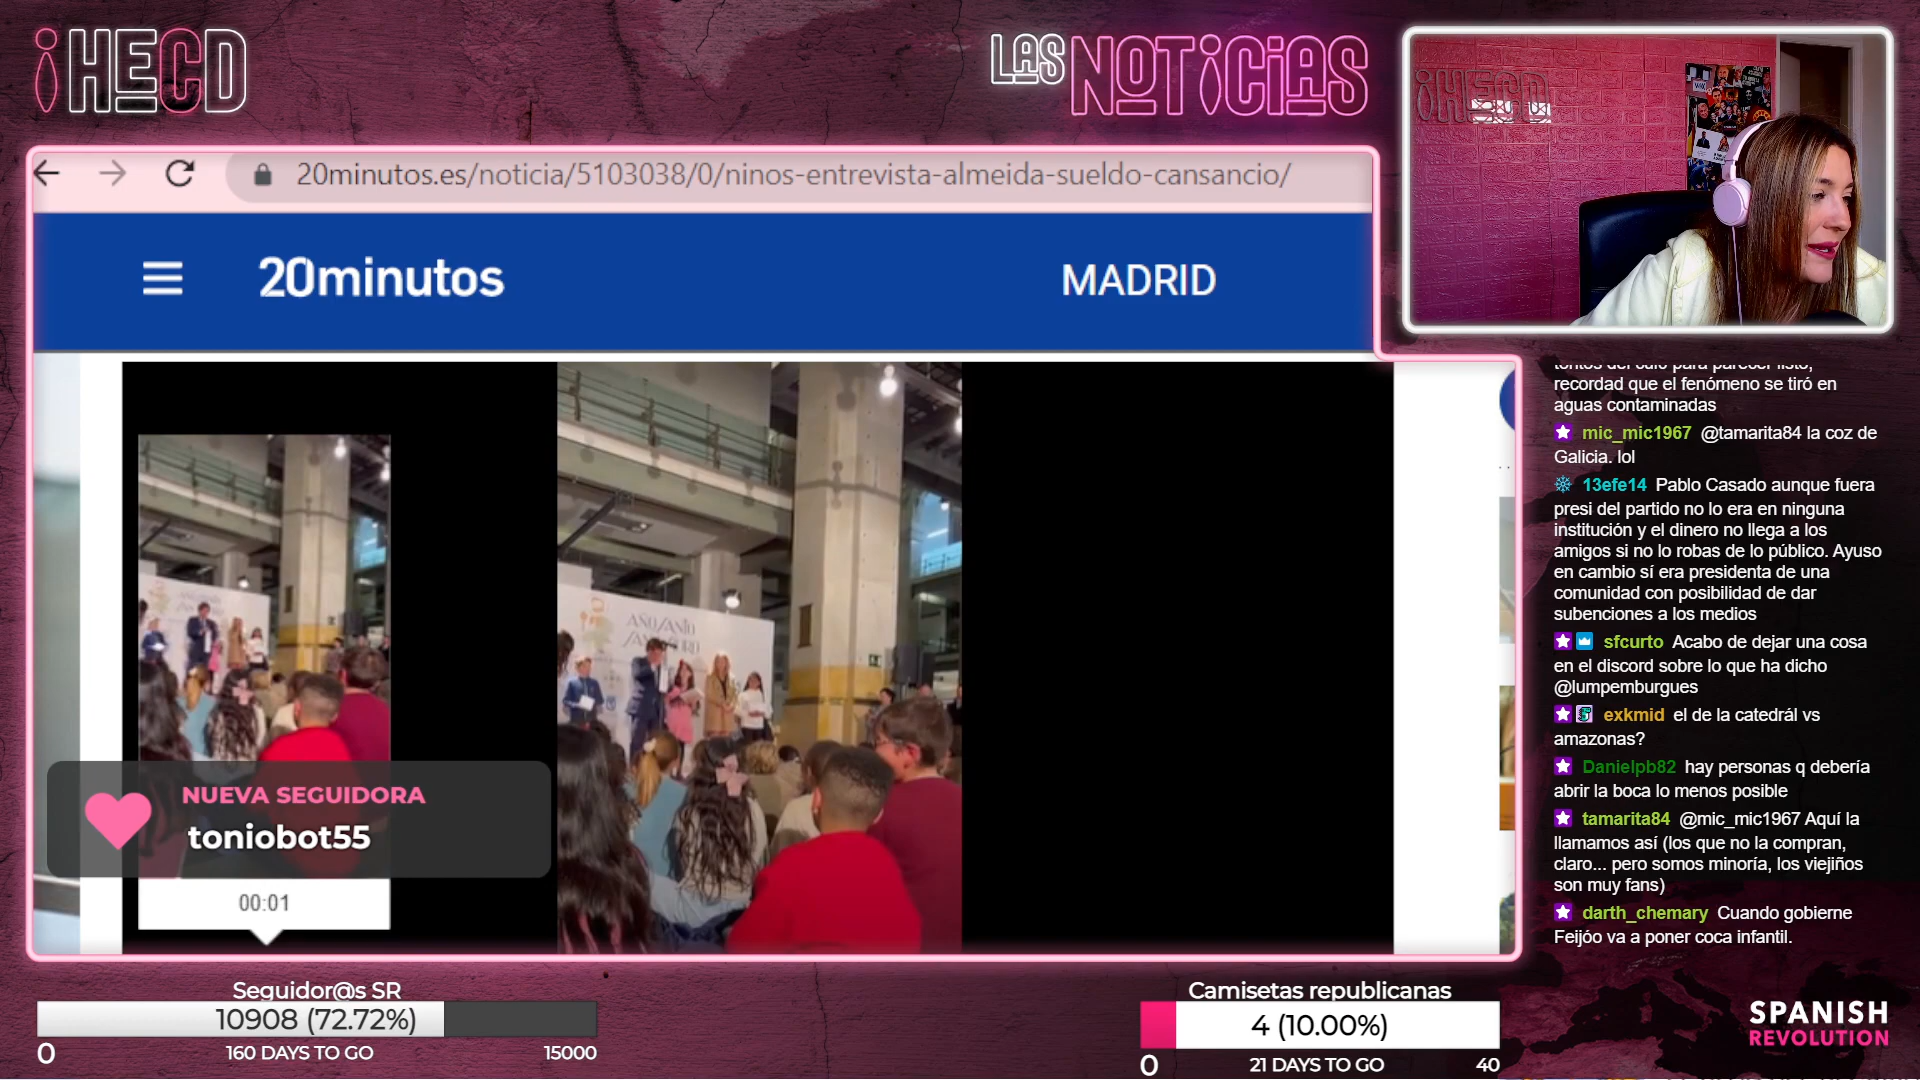 ¡HECD
LAS NOTICIAS
¡HECD
20minutos.es/noticia/5103038/0/ninos-entrevista-almeida-sueldo-cansancio/
20minutos
MADRID
AÑO SANTO
NUEVA SEGUIDORA
toniobot55
00:01
recordad que el fenómeno se tiró en
aguas contaminadas
mic_mic1967 @tamarita84 la coz de
Galicia. lol
13efe14 Pablo Casado aunque fuera
presi del partido no lo era en ninguna
institución y el dinero no llega a los
amigos si no lo robas de lo público. Ayuso
en cambio sí era presidenta de una
comunidad con posibilidad de dar
subenciones a los medios
sfcurto Acabo de dejar una cosa
en el discord sobre lo que ha dicho
@lumpemburgues
exkmid el de la catedrál vs
amazonas?
Danielpb82 hay personas q debería
abrir la boca lo menos posible
tamarita84 @mic_mic1967 Aquí la
llamamos así (los que no la compran,
claro... pero somos minoría, los viejiños
son muy fans)
darth_chemary Cuando gobierne
Feijóo va a poner coca infantil.
Seguidor@s SR
10908 (72.72%)
0
160 DAYS TO GO
15000
Camisetas republicanas
4 (10.00%)
0
21 DAYS TO GO
40
SPANISH
REVOLUTION